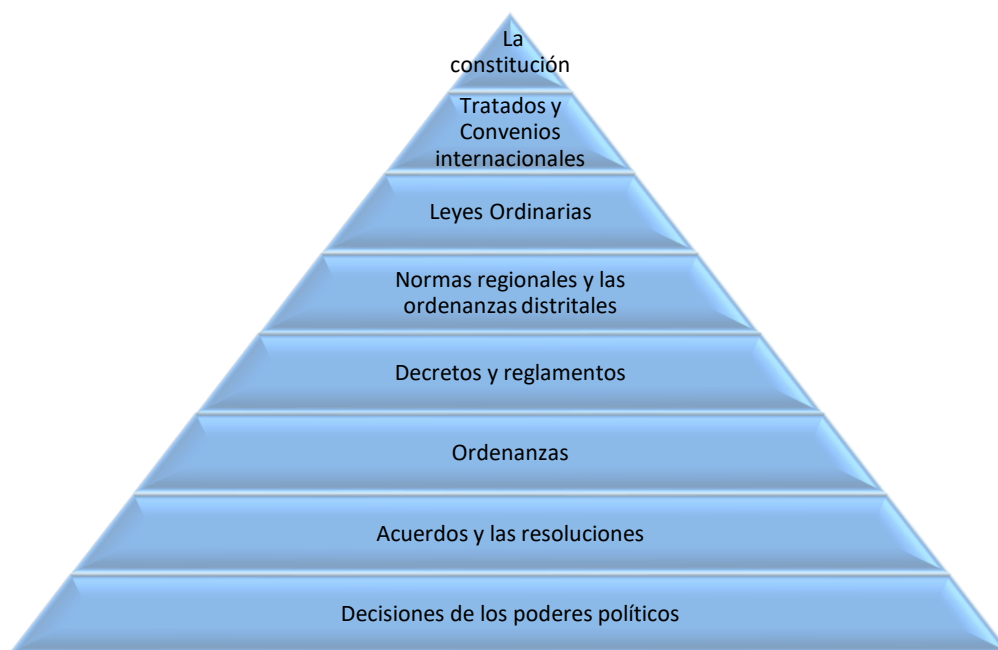 La
constitución
Tratados y
Convenios
internacionales
Leyes Ordinarias
Normas regionales y las
ordenanzas distritales
Decretos y reglamentos
Ordenanzas
Acuerdos y las resoluciones
Decisiones de los poderes políticos